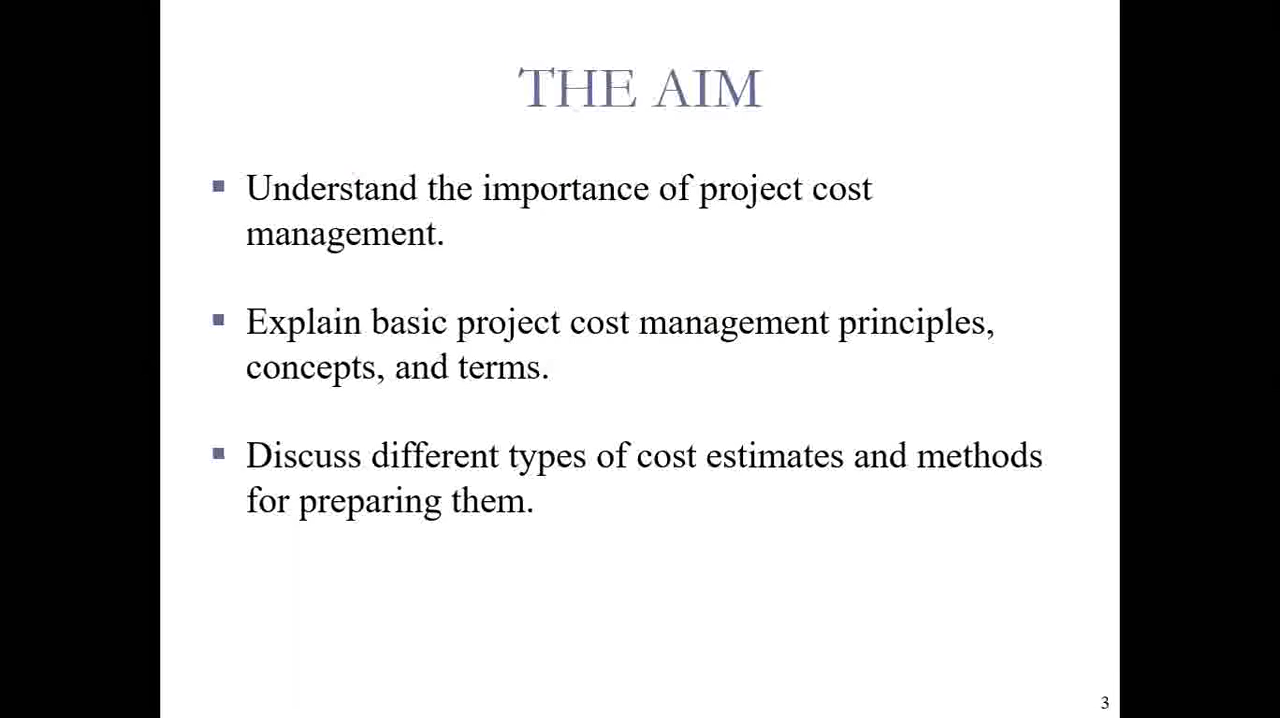 THE AIM
▪ Understand the importance of project cost
management.
▪ Explain basic project cost management principles,
concepts, and terms.
▪ Discuss different types of cost estimates and methods
for preparing them.
3